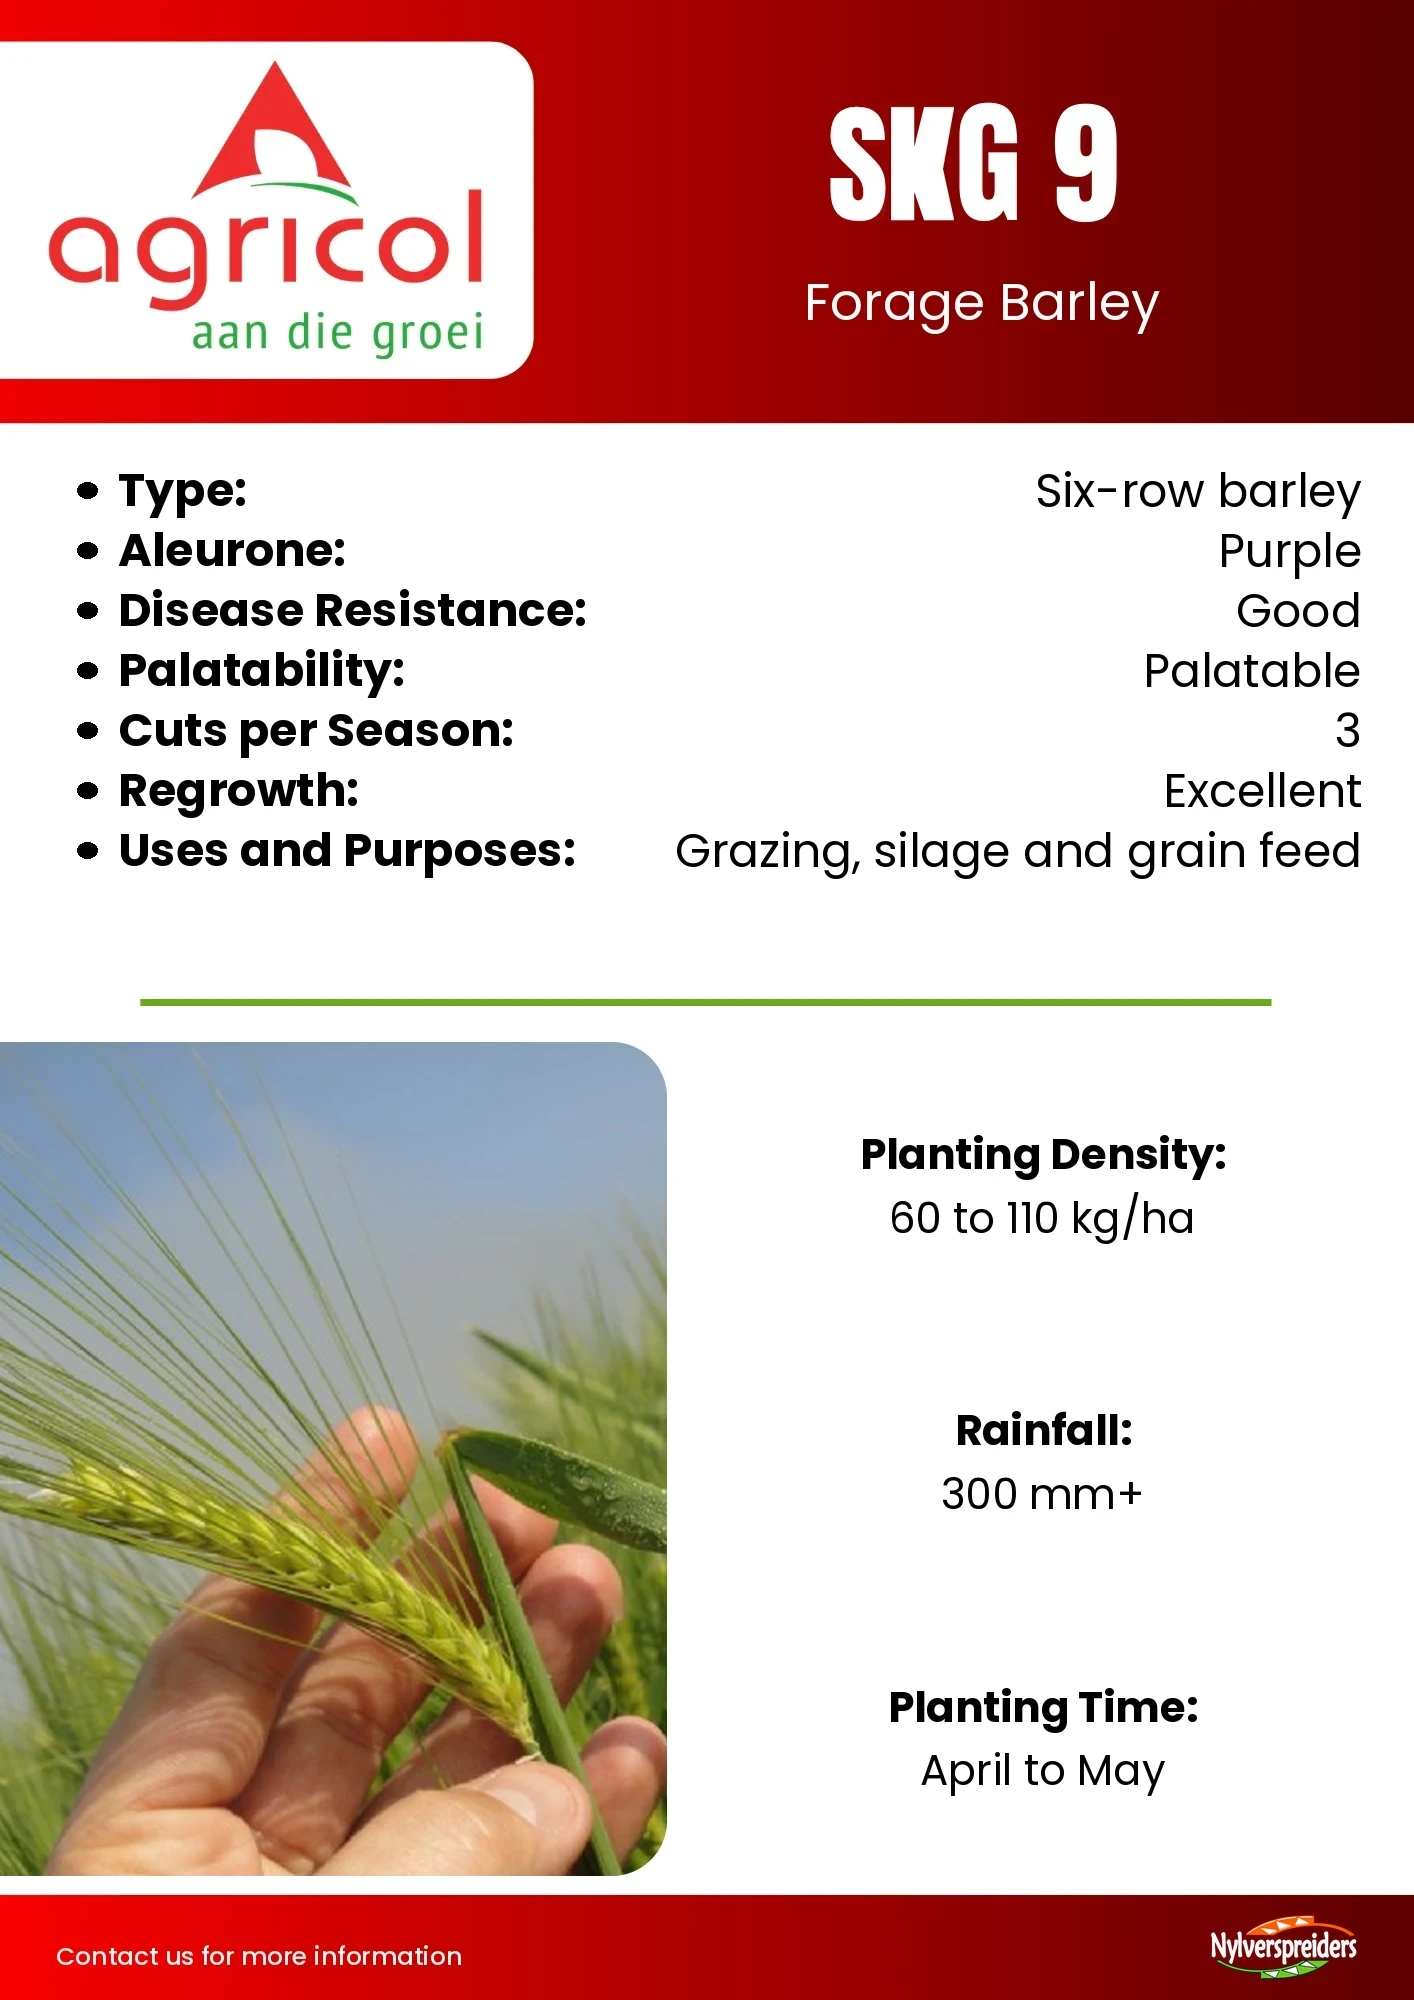 agricol
aan die groei
SKG 9
Forage Barley
• Type: Six-row barley
• Aleurone: Purple
• Disease Resistance: Good
• Palatability: Palatable
• Cuts per Season: 3
• Regrowth: Excellent
• Uses and Purposes: Grazing, silage and grain feed
Planting Density:
60 to 110 kg/ha
Rainfall:
300 mm+
Planting Time:
April to May
Contact us for more information
Nylverspreiders